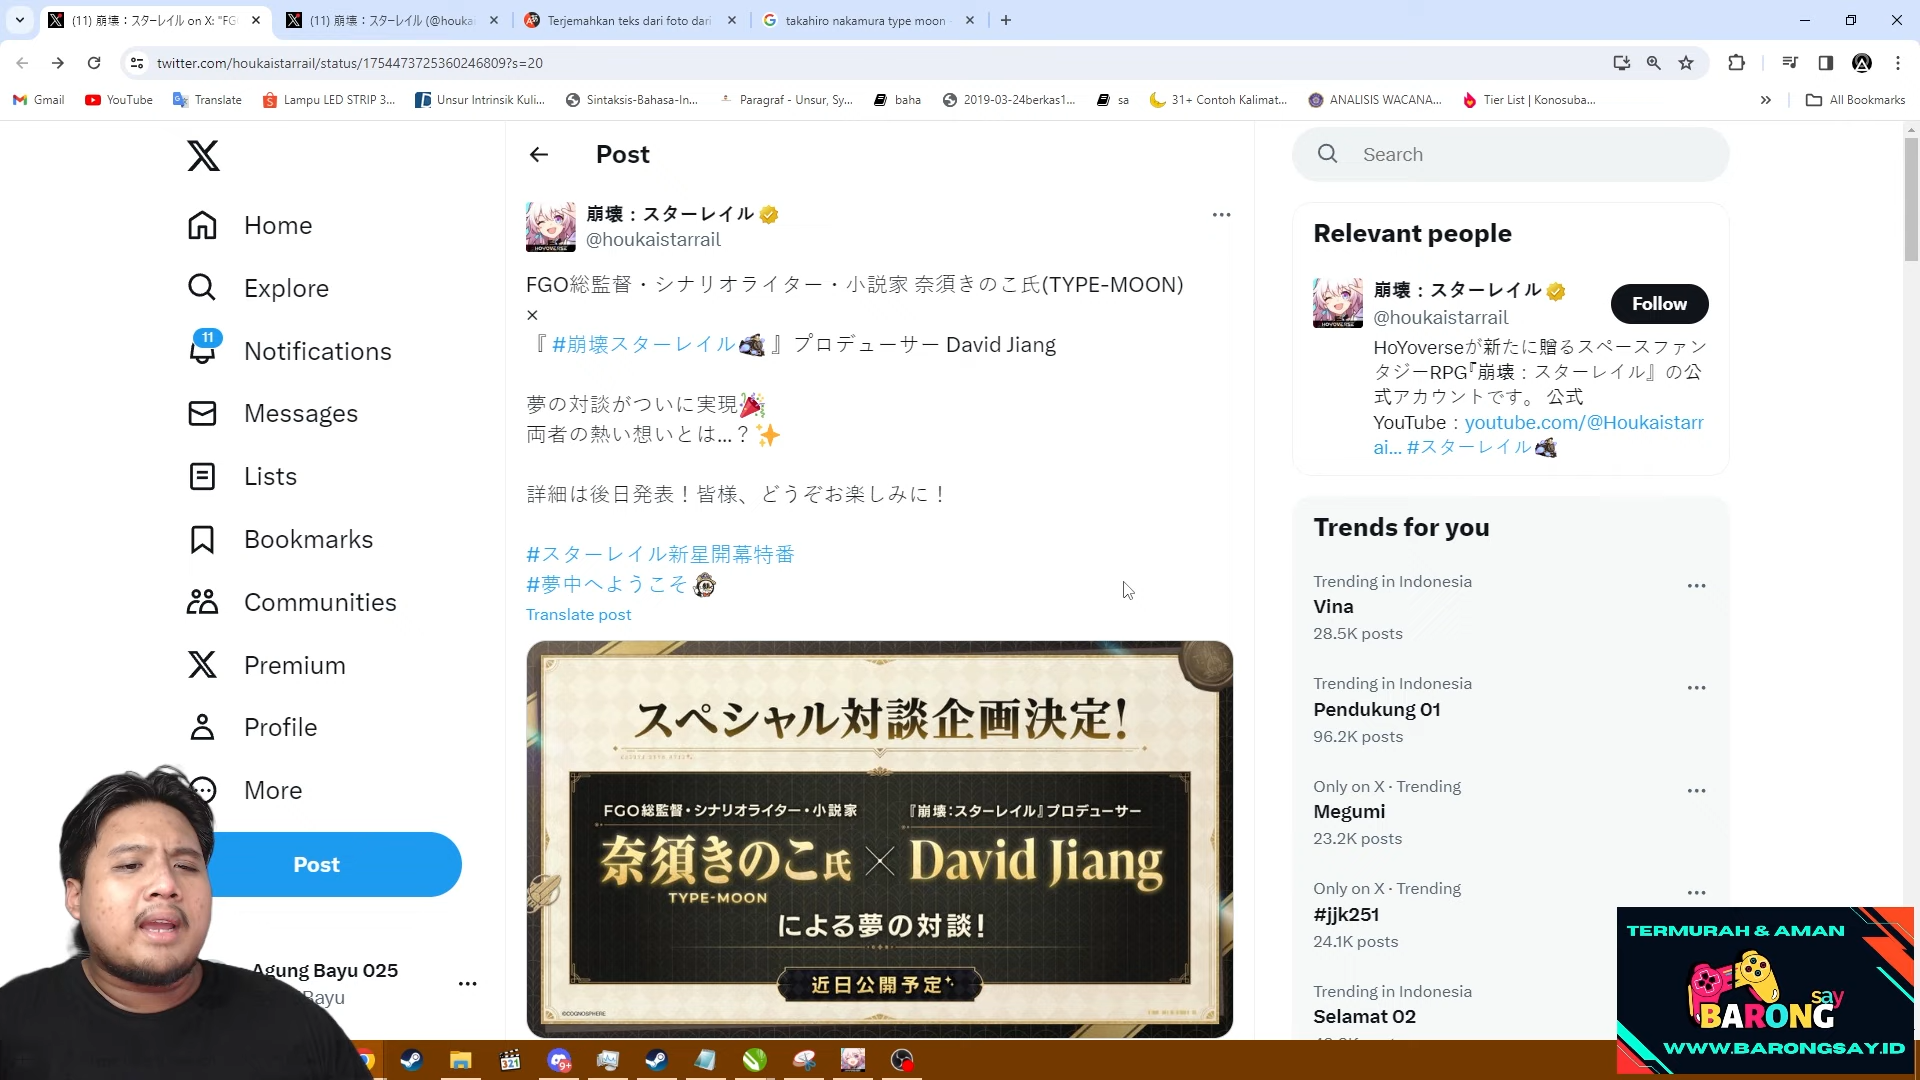 (11) 崩壊：スターレイル on X: "FG
(11) 崩壊：スターレイル (@houka
Terjemahkan teks dari foto dari
takahiro nakamura type moon
twitter.com/houkaistarrail/status/1754473725360246809?s=20
Gmail
YouTube
Translate
Lampu LED STRIP 3...
Unsur Intrinsik Kuli...
Sintaksis-Bahasa-In...
Paragraf - Unsur, Sy...
baha
2019-03-24berkas1...
sa
31+ Contoh Kalimat...
ANALISIS WACANA...
Tier List | Konosuba...
All Bookmarks
Home
Explore
11
Notifications
Messages
Lists
Bookmarks
Communities
Premium
Profile
More
Post
Agung Bayu 025
Bayu
Post
崩壊：スターレイル
@houkaistarrail
FGO総監督・シナリオライター・小説家 奈須きのこ氏(TYPE-MOON)
×
『 #崩壊スターレイル 』プロデューサー David Jiang
夢の対談がついに実現
両者の熱い想いとは...？
詳細は後日発表！皆様、どうぞお楽しみに！
#スターレイル新星開幕特番
#夢中へようこそ
Translate post
スペシャル対談企画決定!
FGO総監督・シナリオライター・小説家
『崩壊:スターレイル』プロデューサー
奈須きのこ氏 × David Jiang
TYPE-MOON
による夢の対談!
近日公開予定
©COGNOSPHERE
Search
Relevant people
崩壊：スターレイル
@houkaistarrail
Follow
HoYoverseが新たに贈るスペースファン
タジーRPG『崩壊：スターレイル』の公
式アカウントです。 公式
YouTube：youtube.com/@Houkaistarr
ai... #スターレイル
Trends for you
Trending in Indonesia
Vina
28.5K posts
Trending in Indonesia
Pendukung 01
96.2K posts
Only on X · Trending
Megumi
23.2K posts
Only on X · Trending
#jjk251
24.1K posts
Trending in Indonesia
Selamat 02
TERMURAH & AMAN
BARONG
say
WWW.BARONGSAY.ID